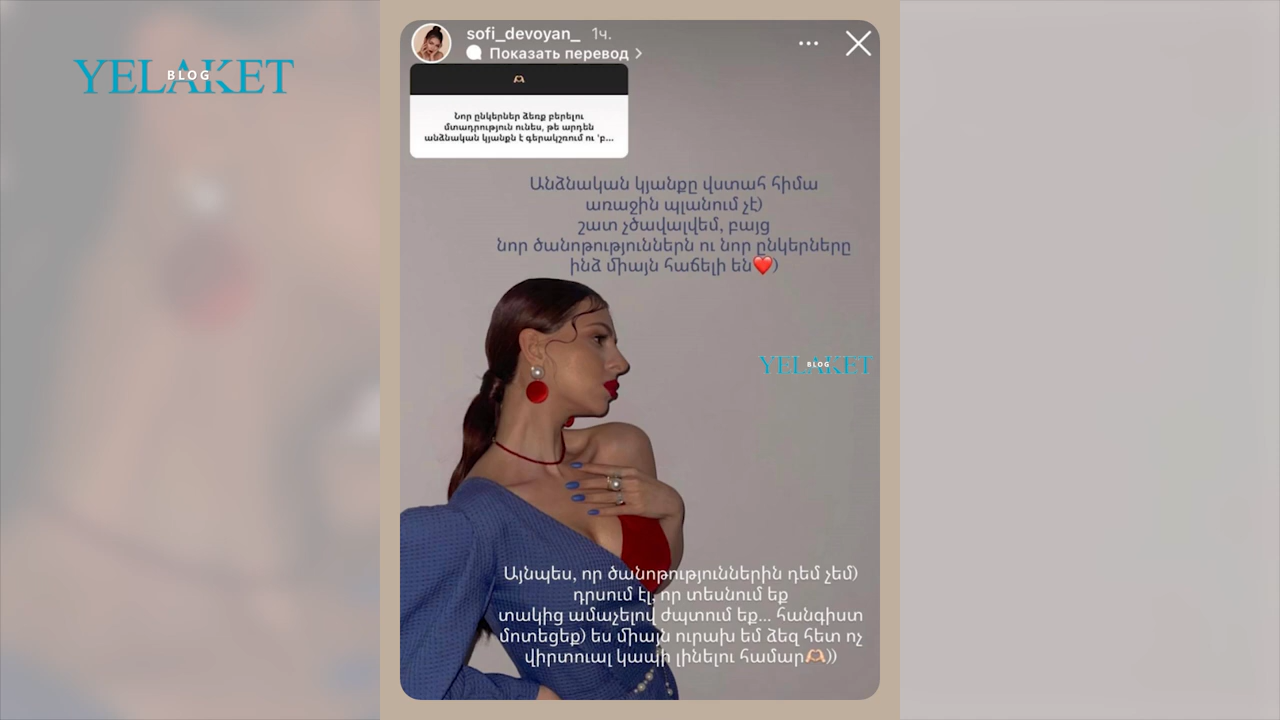 YELAKET
BLOG
sofi_devoyan_ 1ч.
Показать перевод >
Նոր ընկերներ ձեռք բերելու
մտադրություն ունես, թե արդեն
անձնական կյանքն է գերակշռում ու 'բ...
Անձնական կյանքը վստահ հիմա
առաջին պլանում չէ)
շատ չծավալվեմ, բայց
նոր ծանոթություններն ու նոր ընկերները
ինձ միայն հաճելի են❤️)
YELAKET
BLOG
Այնպես, որ ծանոթություններին դեմ չեմ)
դրսում էլ, որ տեսնում եք
տակից ամաչելով ժպտում եք... հանգիստ
մոտեցեք) ես միայն ուրախ եմ ձեզ հետ ոչ
վիրտուալ կապի լինելու համար🫶🏼))